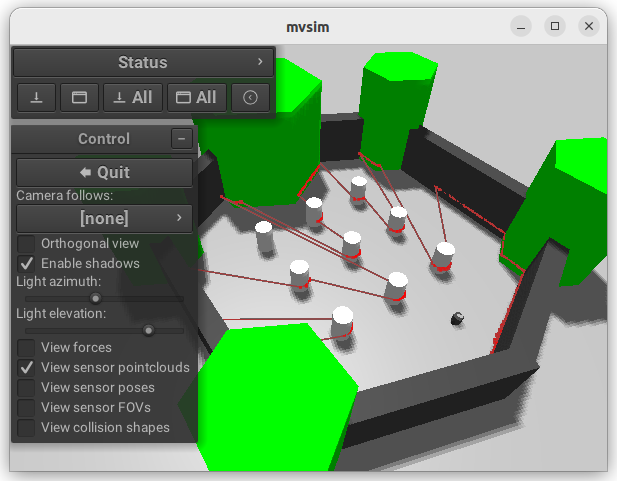 mvsim
Status
All
All
Control
Quit
Camera follows:
[none]
Orthogonal view
Enable shadows
Light azimuth:
Light elevation:
View forces
View sensor pointclouds
View sensor poses
View sensor FOVs
View collision shapes